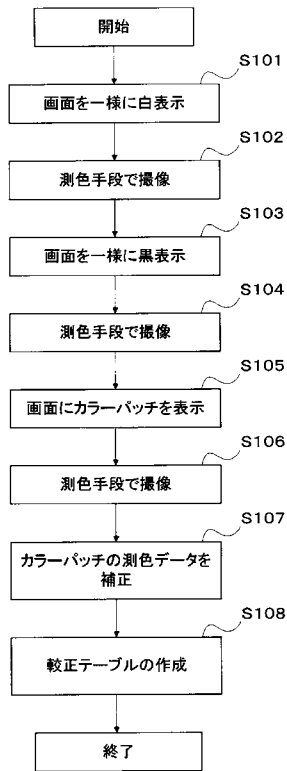 開始
S101
画面を一様に白表示
S102
測色手段で撮像
S103
画面を一様に黒表示
S104
測色手段で撮像
S105
画面にカラーパッチを表示
S106
測色手段で撮像
S107
カラーパッチの測色データを
補正
S108
較正テーブルの作成
終了